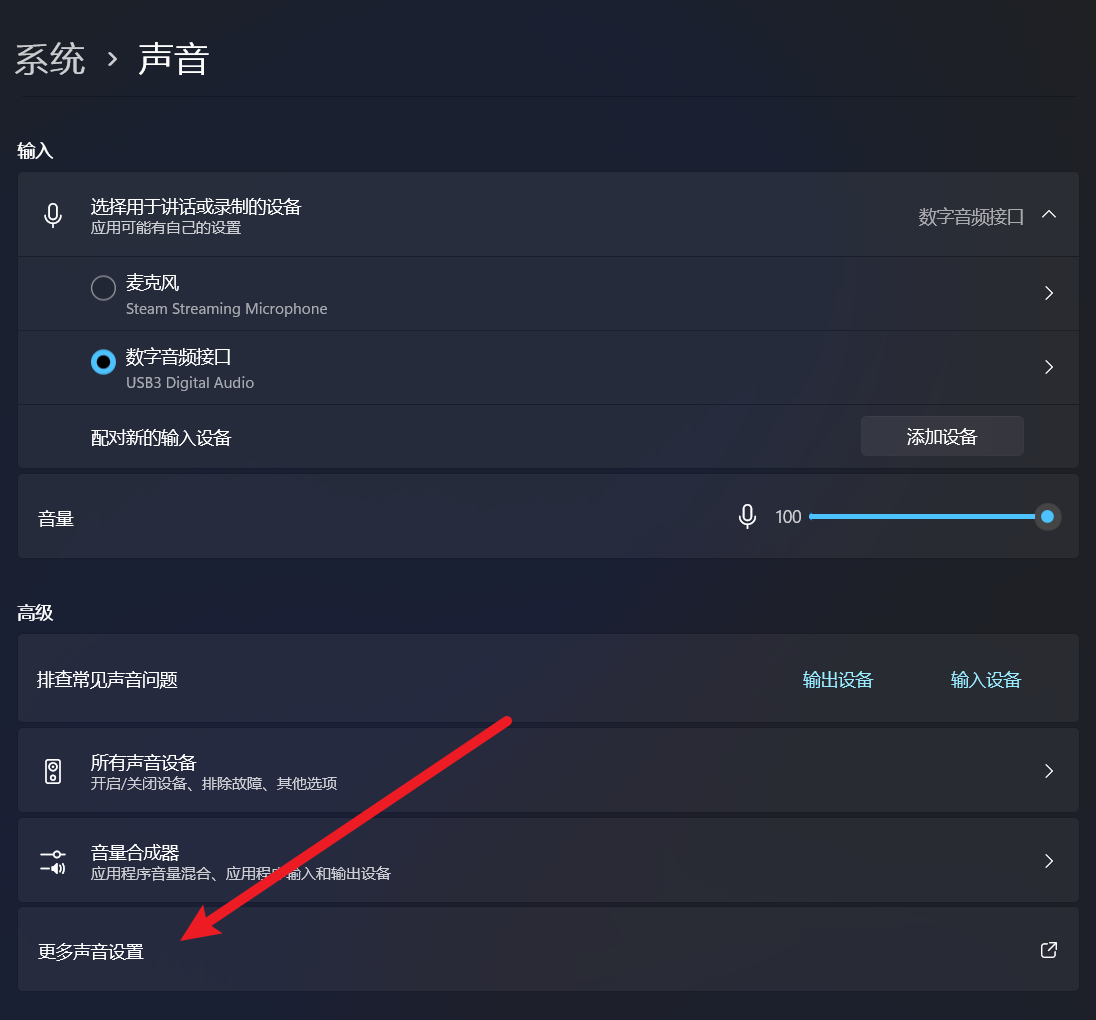 系统 › 声音
输入
选择用于讲话或录制的设备
应用可能有自己的设置
数字音频接口
麦克风
Steam Streaming Microphone
数字音频接口
USB3 Digital Audio
配对新的输入设备
添加设备
音量
100
高级
排查常见声音问题
输出设备
输入设备
所有声音设备
开启/关闭设备、排除故障、其他选项
音量合成器
应用程序音量混合、应用程序输入和输出设备
更多声音设置